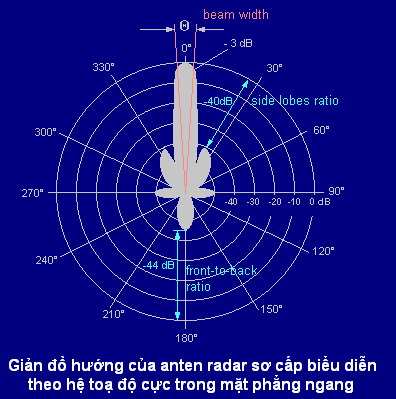 Θ beam width
- 3 dB
0°
330° 30°
-40dB side lobes ratio
300° 60°
270° 90°
-40 -30 -20 -10 0 dB
240° 120°
-44 dB front-to-back
ratio
210° 150°
180°
Giản đồ hướng của anten radar sơ cấp biểu diễn
theo hệ toạ độ cực trong mặt phẳng ngang